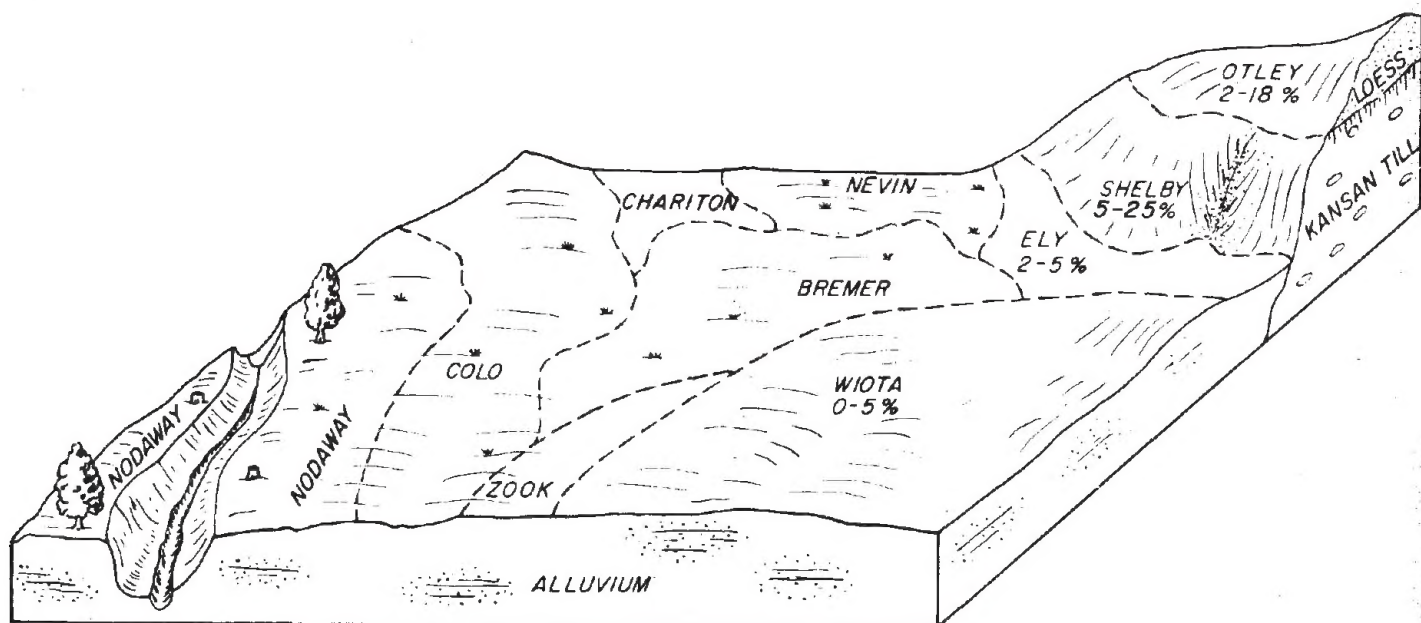 OTLEY
2-18%
LOESS
KANSAN TILL
NEVIN
CHARITON
SHELBY
5-25%
ELY
2-5%
BREMER
COLO
WIOTA
0-5%
NODAWAY
NODAWAY
ZOOK
ALLUVIUM